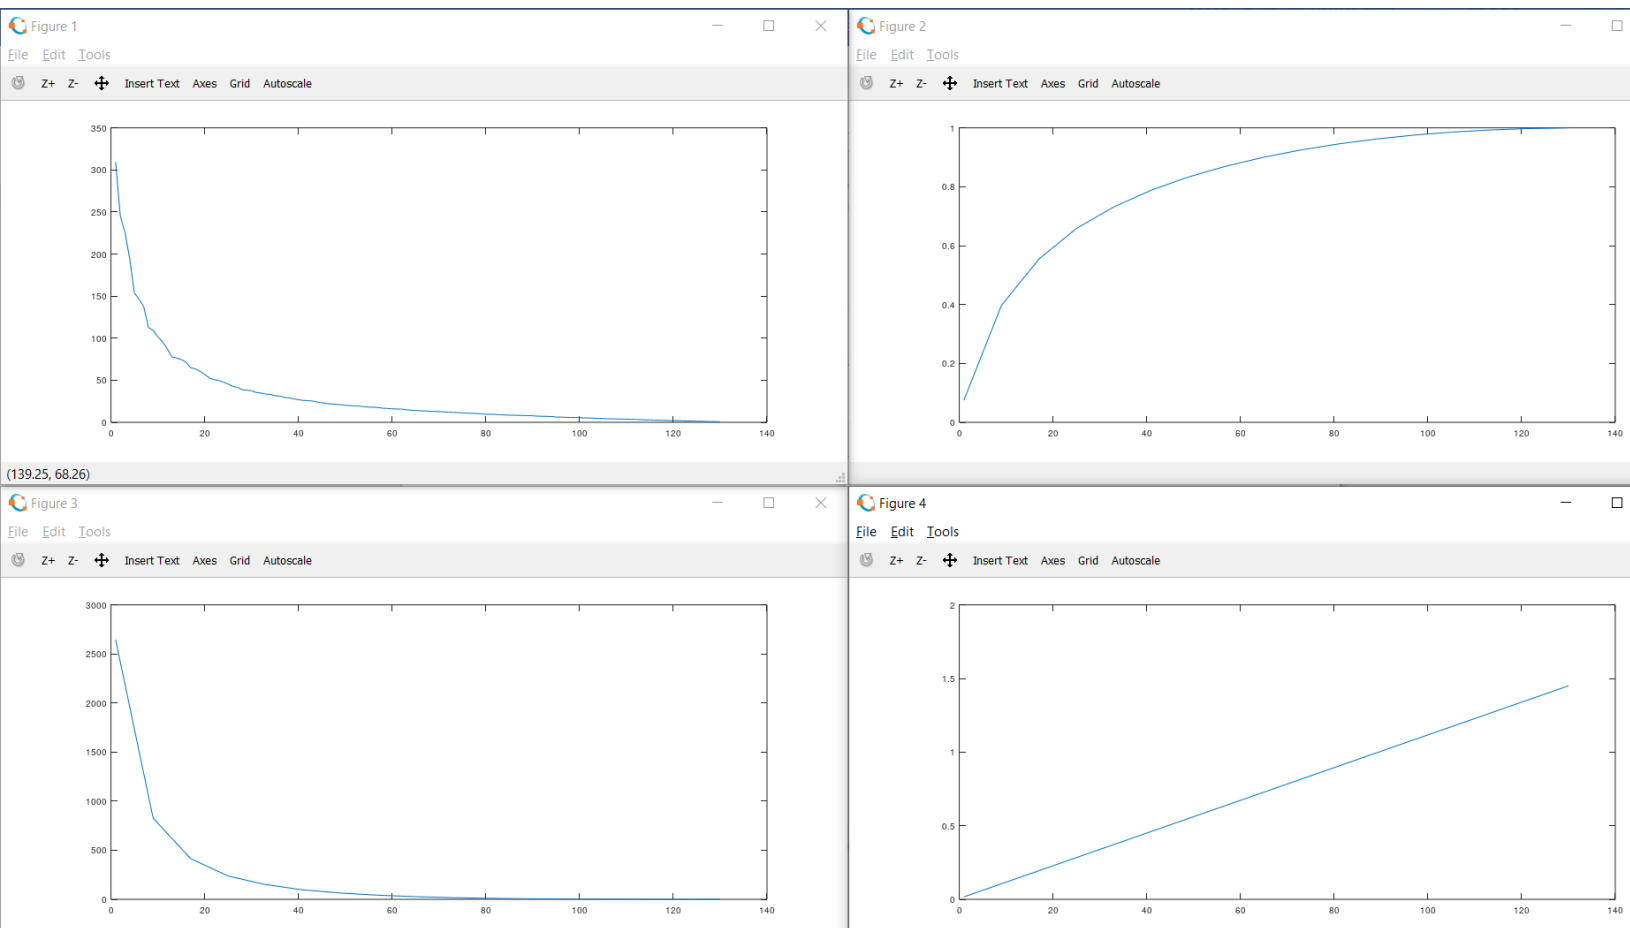 Figure 1
File Edit Tools
Z+ Z- Insert Text Axes Grid Autoscale
350
300
250
200
150
100
50
0
0 20 40 60 80 100 120 140
(139.25, 68.26)
Figure 2
File Edit Tools
Z+ Z- Insert Text Axes Grid Autoscale
1
0.8
0.6
0.4
0.2
0
0 20 40 60 80 100 120 140
Figure 3
File Edit Tools
Z+ Z- Insert Text Axes Grid Autoscale
3000
2500
2000
1500
1000
500
0
0 20 40 60 80 100 120 140
Figure 4
File Edit Tools
Z+ Z- Insert Text Axes Grid Autoscale
2
1.5
1
0.5
0
0 20 40 60 80 100 120 140